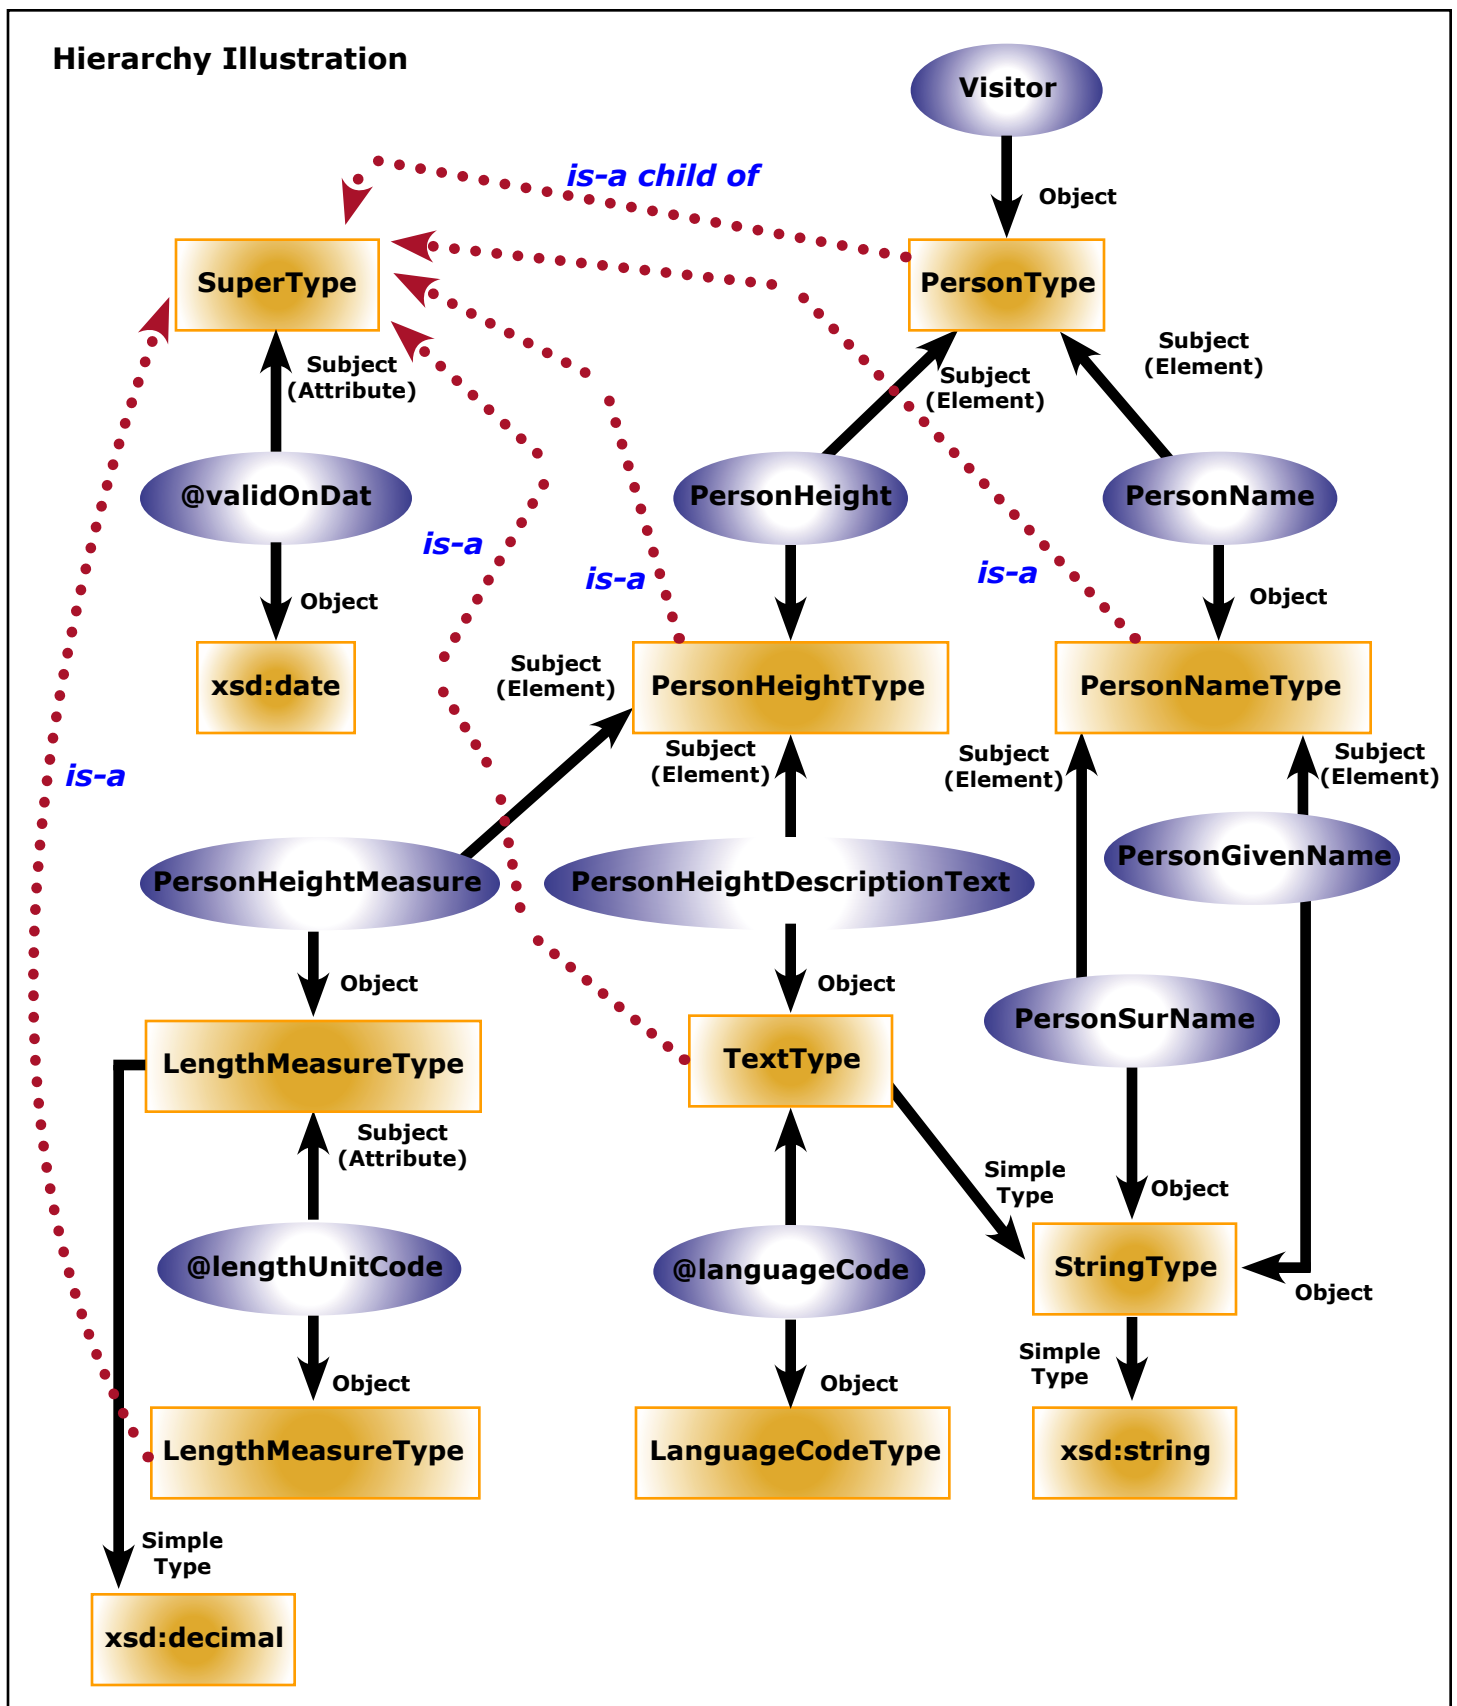 Hierarchy Illustration
Visitor
is-a child of
Object
SuperType
PersonType
Subject
(Attribute)
Subject
(Element)
Subject
(Element)
@validOnDat
PersonHeight
PersonName
is-a
is-a
is-a
Object
Object
xsd:date
Subject
(Element)
PersonHeightType
PersonNameType
is-a
Subject
(Element)
Subject
(Element)
Subject
(Element)
PersonHeightMeasure
PersonHeightDescriptionText
PersonGivenName
Object
Object
PersonSurName
LengthMeasureType
TextType
Subject
(Attribute)
Simple
Type
Object
@lengthUnitCode
@languageCode
StringType
Object
Object
Object
Simple
Type
LengthMeasureType
LanguageCodeType
xsd:string
Simple
Type
xsd:decimal